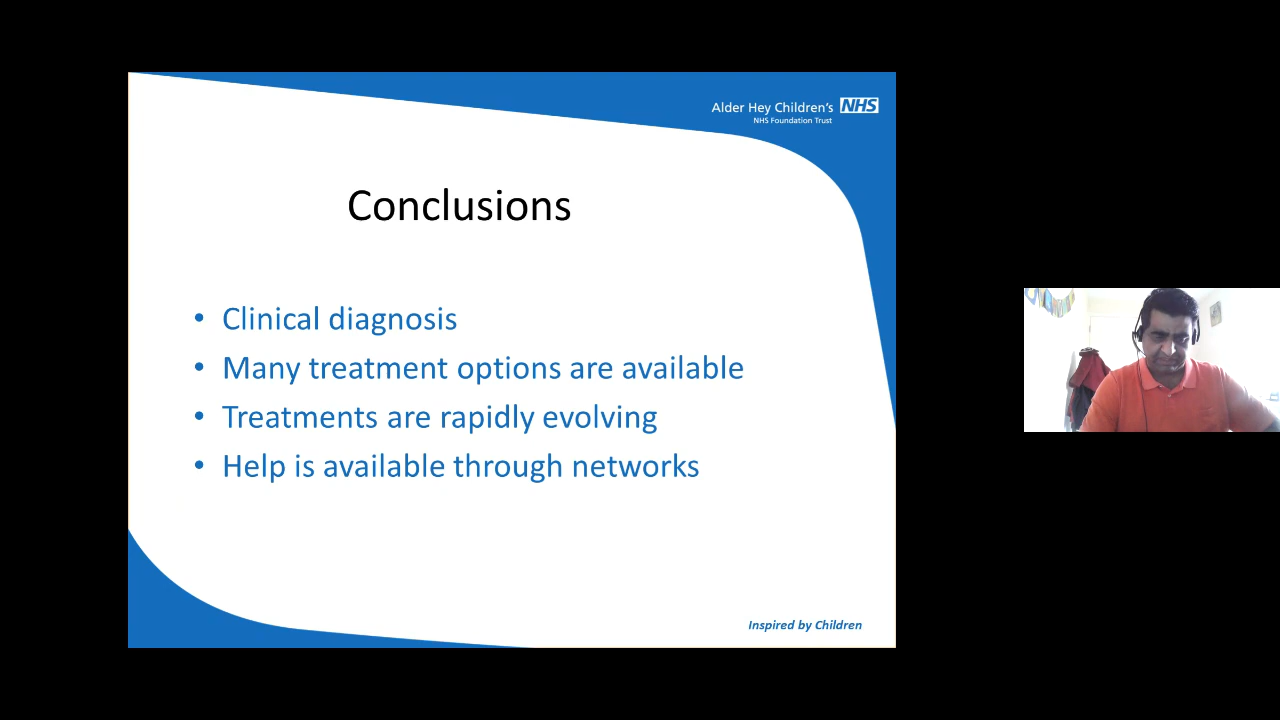 Alder Hey Children's NHS
NHS Foundation Trust
Conclusions
• Clinical diagnosis
• Many treatment options are available
• Treatments are rapidly evolving
• Help is available through networks
Inspired by Children